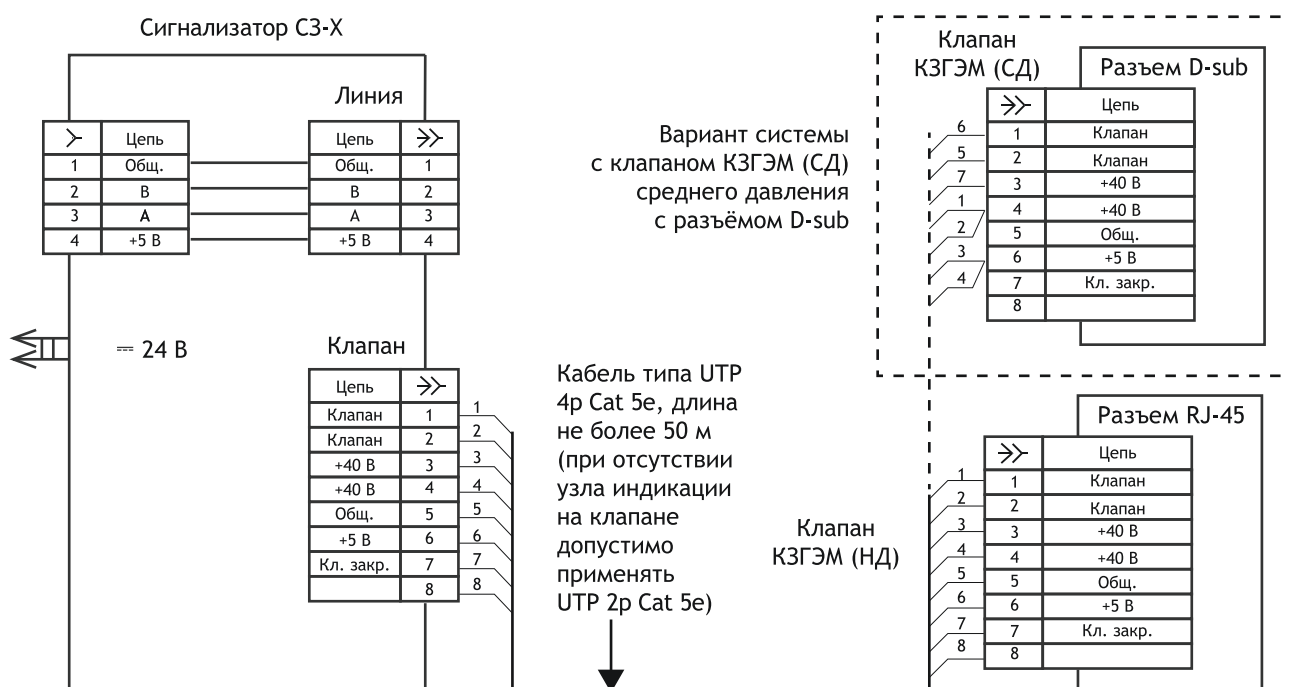 Сигнализатор СЗ-Х
Линия
Цепь
1 Общ.
2 В
3 А
4 +5 В
Цепь
Общ. 1
В 2
А 3
+5 В 4
⎓ 24 В
Клапан
Цепь
Клапан 1 1
Клапан 2 2
+40 В 3 3
+40 В 4 4
Общ. 5 5
+5 В 6 6
Кл. закр. 7 7
8 8
Кабель типа UTP
4р Cat 5e, длина
не более 50 м
(при отсутствии
узла индикации
на клапане
допустимо
применять
UTP 2p Cat 5e)
Вариант системы
с клапаном КЗГЭМ (СД)
среднего давления
с разъёмом D-sub
Клапан
КЗГЭМ (СД)
Разъем D-sub
Цепь
6 1 Клапан
5 2 Клапан
7 3 +40 В
1 4 +40 В
2 5 Общ.
3 6 +5 В
4 7 Кл. закр.
8
Клапан
КЗГЭМ (НД)
Разъем RJ-45
Цепь
1 1 Клапан
2 2 Клапан
3 3 +40 В
4 4 +40 В
5 5 Общ.
6 6 +5 В
7 7 Кл. закр.
8 8